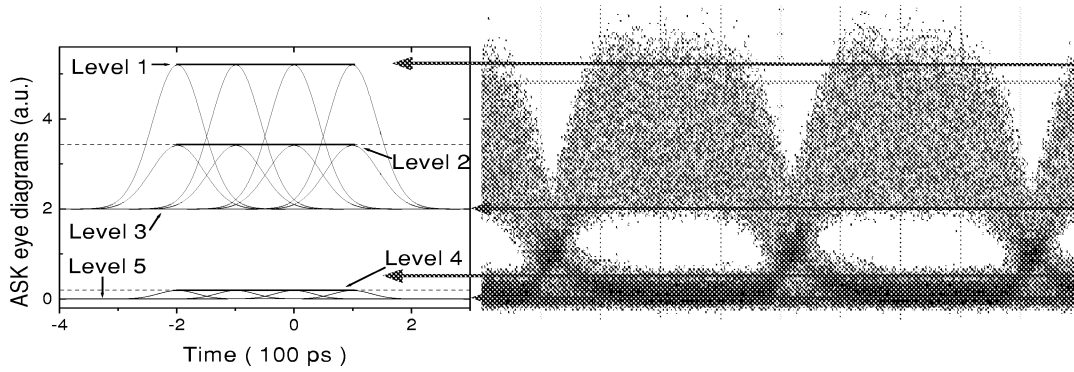 ASK eye diagrams (a.u.)
Level 1
4
Level 2
2
Level 3
Level 5
Level 4
0
-4
-2
0
2
Time ( 100 ps )